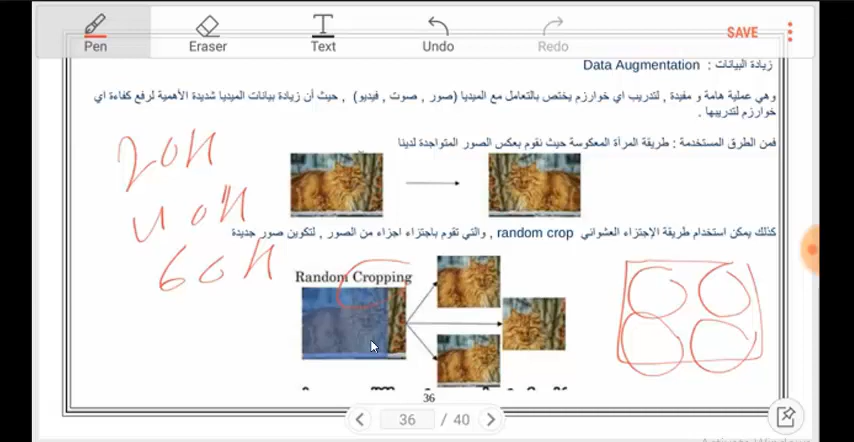 Pen Eraser Text Undo Redo SAVE
زيادة البيانات : Data Augmentation
وهي عملية هامة و مفيدة , لتدريب اي خوارزم يختص بالتعامل مع الميديا (صور , صوت , فيديو) , حيث أن زيادة بيانات الميديا شديدة الأهمية لرفع كفاءة اي
خوارزم لتدريبها .
فمن الطرق المستخدمة : طريقة المرأة المعكوسة حيث نقوم بعكس الصور المتواجدة لدينا
20K
40K
كذلك يمكن استخدام طريقة الإجتزاء العشوائي random crop , والتي تقوم باجتزاء اجزاء من الصور , لتكوين صور جديدة
60K
Random Cropping
36
36 / 40